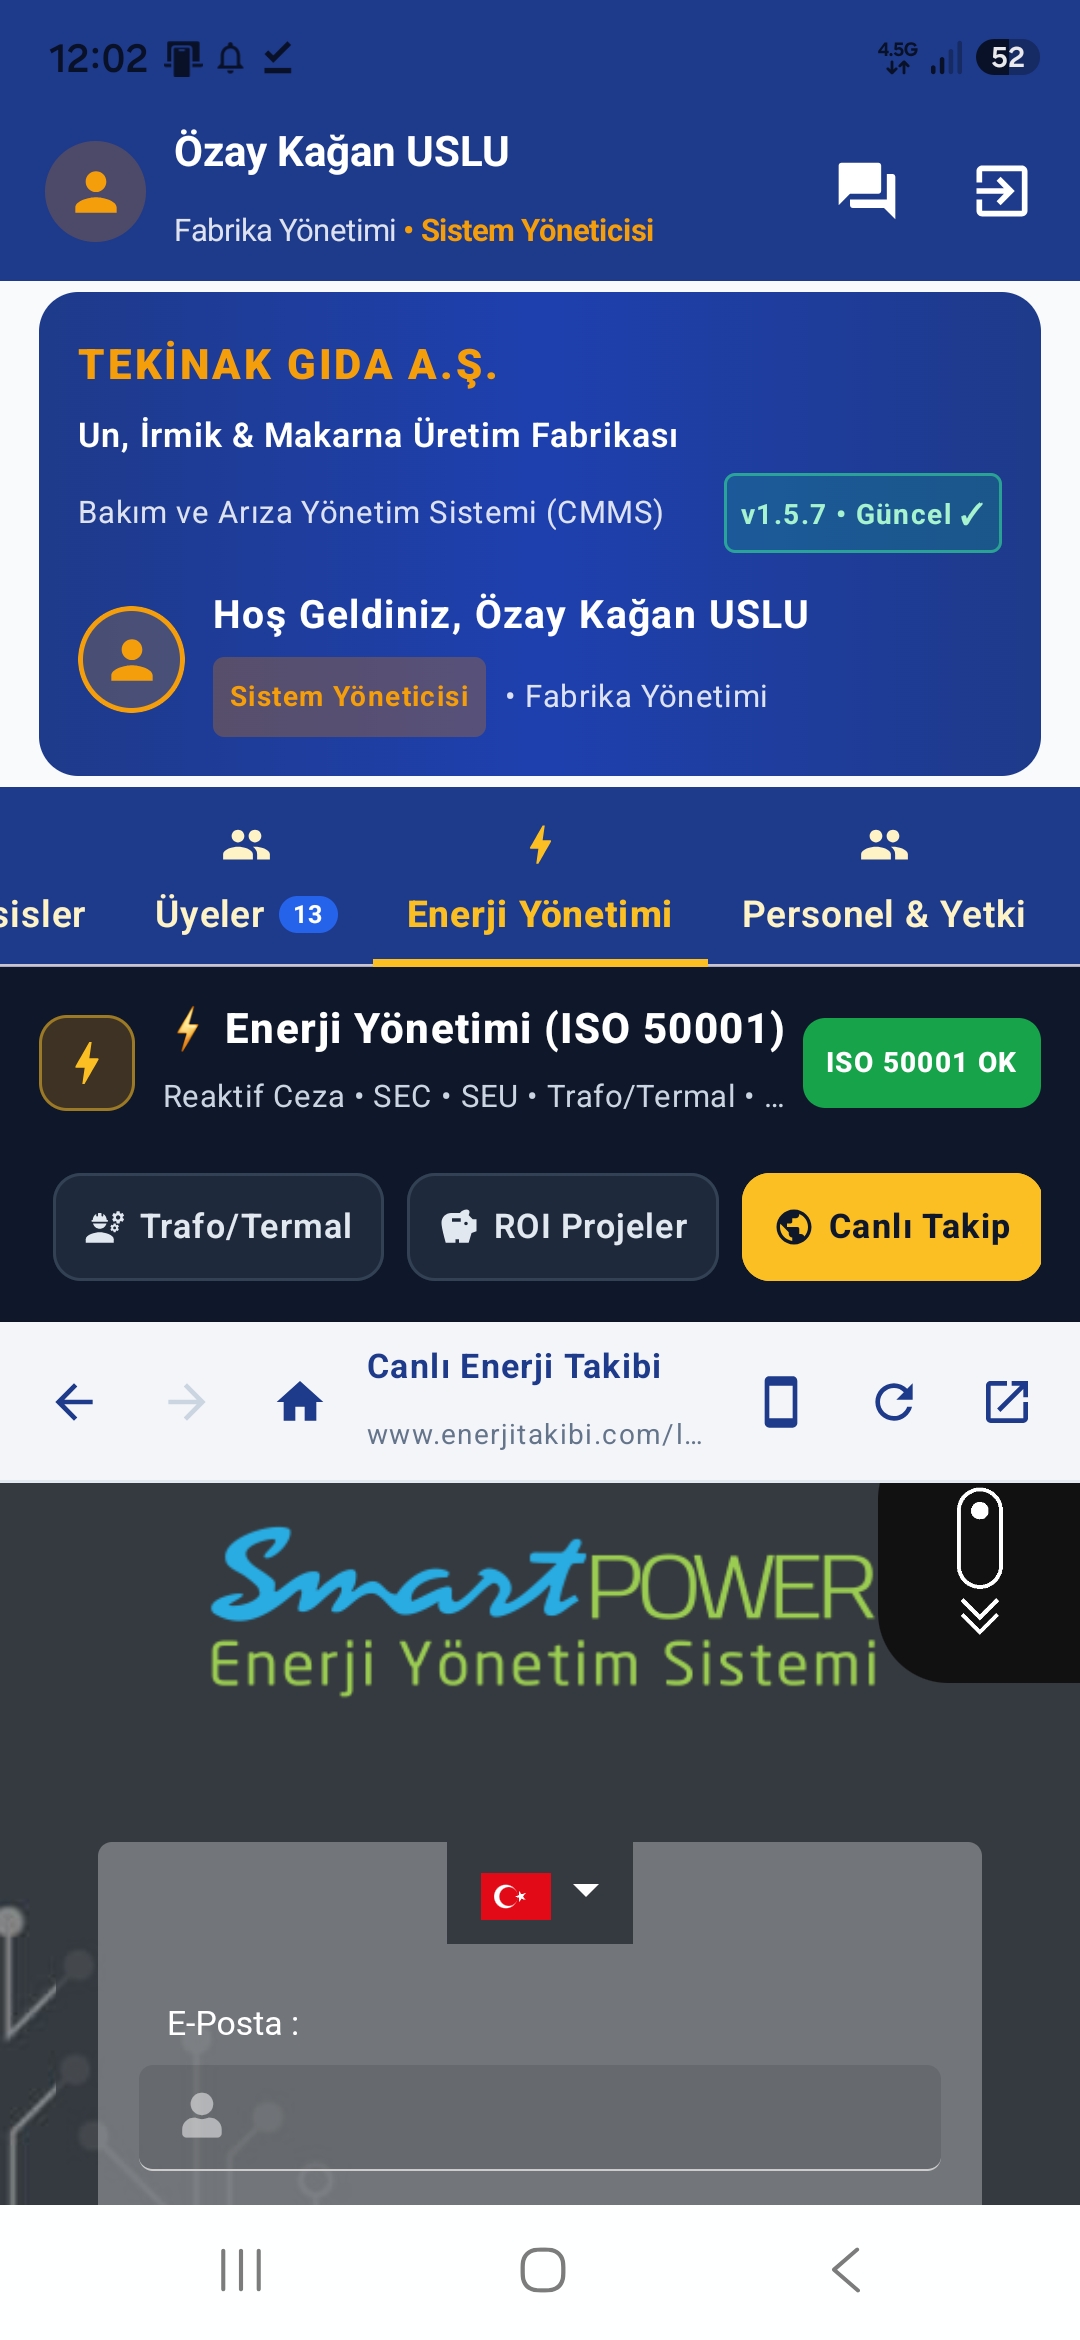 12:02
4.5G
52
Özay Kağan USLU
Fabrika Yönetimi • Sistem Yöneticisi
TEKİNAK GIDA A.Ş.
Un, İrmik & Makarna Üretim Fabrikası
Bakım ve Arıza Yönetim Sistemi (CMMS)
v1.5.7 • Güncel ✓
Hoş Geldiniz, Özay Kağan USLU
Sistem Yöneticisi • Fabrika Yönetimi
sisler
Üyeler 13
Enerji Yönetimi
Personel & Yetki
⚡ Enerji Yönetimi (ISO 50001)
Reaktif Ceza • SEC • SEU • Trafo/Termal • ...
ISO 50001 OK
Trafo/Termal
ROI Projeler
Canlı Takip
Canlı Enerji Takibi
www.enerjitakibi.com/l...
SmartPOWER
Enerji Yönetim Sistemi
E-Posta :